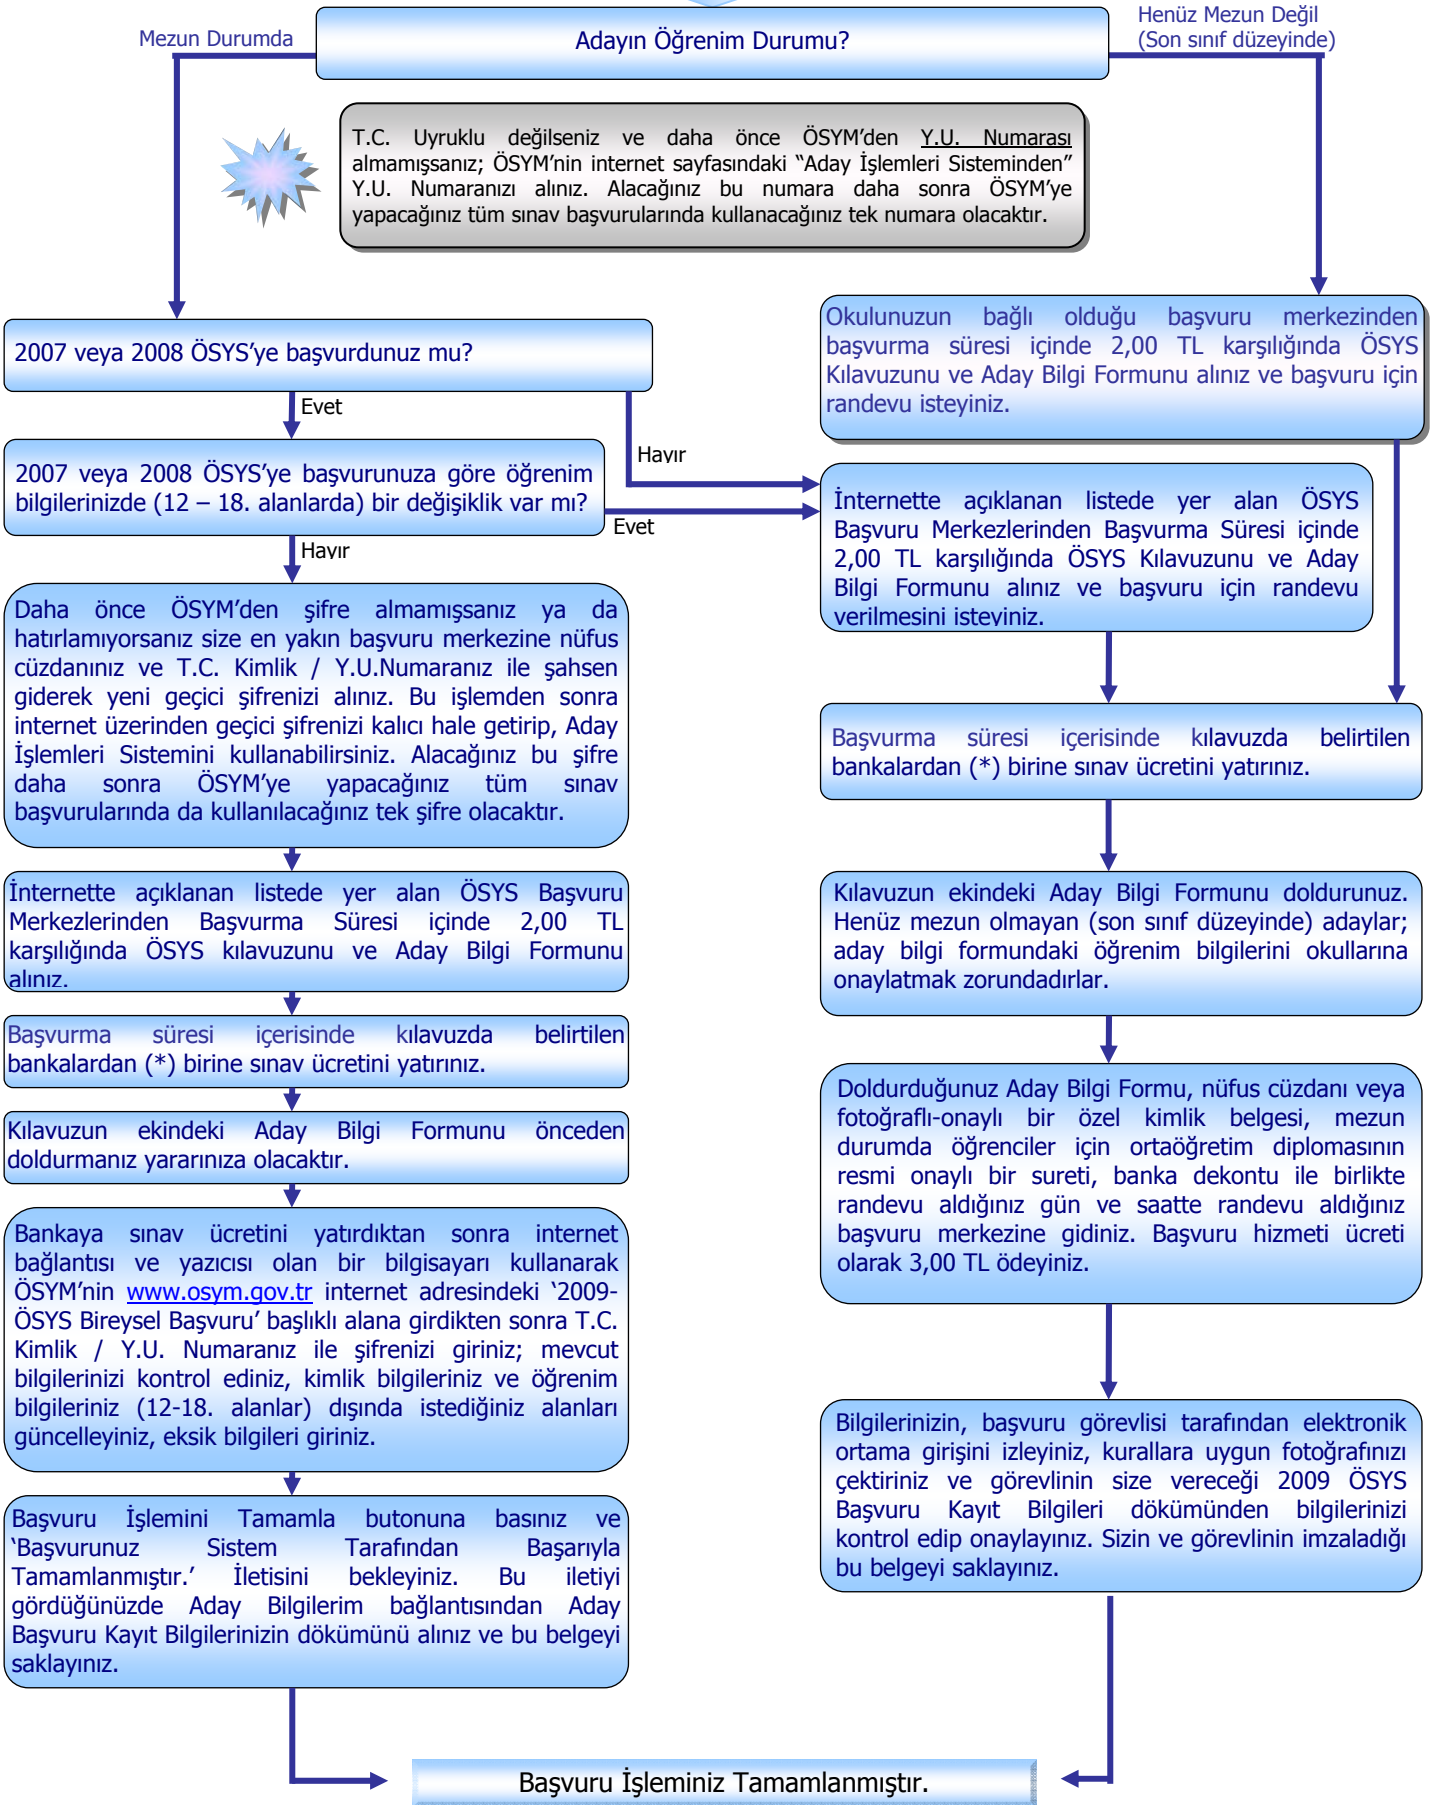 Mezun Durumda
Adayın Öğrenim Durumu?
Henüz Mezun Değil
(Son sınıf düzeyinde)
T.C. Uyruklu değilseniz ve daha önce ÖSYM’den Y.U. Numarası
almamışsanız; ÖSYM’nin internet sayfasındaki “Aday İşlemleri Sisteminden”
Y.U. Numaranızı alınız. Alacağınız bu numara daha sonra ÖSYM’ye
yapacağınız tüm sınav başvurularında kullanacağınız tek numara olacaktır.
2007 veya 2008 ÖSYS’ye başvurdunuz mu?
Evet
Hayır
2007 veya 2008 ÖSYS’ye başvurunuza göre öğrenim
bilgilerinizde (12 – 18. alanlarda) bir değişiklik var mı?
Evet
Hayır
Daha önce ÖSYM’den şifre almamışsanız ya da
hatırlamıyorsanız size en yakın başvuru merkezine nüfus
cüzdanınız ve T.C. Kimlik / Y.U.Numaranız ile şahsen
giderek yeni geçici şifrenizi alınız. Bu işlemden sonra
internet üzerinden geçici şifrenizi kalıcı hale getirip, Aday
İşlemleri Sistemini kullanabilirsiniz. Alacağınız bu şifre
daha sonra ÖSYM’ye yapacağınız tüm sınav
başvurularında da kullanılacağınız tek şifre olacaktır.
İnternette açıklanan listede yer alan ÖSYS Başvuru
Merkezlerinden Başvurma Süresi içinde 2,00 TL
karşılığında ÖSYS kılavuzunu ve Aday Bilgi Formunu
alınız.
Başvurma süresi içerisinde kılavuzda belirtilen
bankalardan (*) birine sınav ücretini yatırınız.
Kılavuzun ekindeki Aday Bilgi Formunu önceden
doldurmanız yararınıza olacaktır.
Bankaya sınav ücretini yatırdıktan sonra internet
bağlantısı ve yazıcısı olan bir bilgisayarı kullanarak
ÖSYM’nin www.osym.gov.tr internet adresindeki ‘2009-
ÖSYS Bireysel Başvuru’ başlıklı alana girdikten sonra T.C.
Kimlik / Y.U. Numaranız ile şifrenizi giriniz; mevcut
bilgilerinizi kontrol ediniz, kimlik bilgileriniz ve öğrenim
bilgileriniz (12-18. alanlar) dışında istediğiniz alanları
güncelleyiniz, eksik bilgileri giriniz.
Başvuru İşlemini Tamamla butonuna basınız ve
‘Başvurunuz Sistem Tarafından Başarıyla
Tamamlanmıştır.’ İletisini bekleyiniz. Bu iletiyi
gördüğünüzde Aday Bilgilerim bağlantısından Aday
Başvuru Kayıt Bilgilerinizin dökümünü alınız ve bu belgeyi
saklayınız.
Okulunuzun bağlı olduğu başvuru merkezinden
başvurma süresi içinde 2,00 TL karşılığında ÖSYS
Kılavuzunu ve Aday Bilgi Formunu alınız ve başvuru için
randevu isteyiniz.
İnternette açıklanan listede yer alan ÖSYS
Başvuru Merkezlerinden Başvurma Süresi içinde
2,00 TL karşılığında ÖSYS Kılavuzunu ve Aday
Bilgi Formunu alınız ve başvuru için randevu
verilmesini isteyiniz.
Başvurma süresi içerisinde kılavuzda belirtilen
bankalardan (*) birine sınav ücretini yatırınız.
Kılavuzun ekindeki Aday Bilgi Formunu doldurunuz.
Henüz mezun olmayan (son sınıf düzeyinde) adaylar;
aday bilgi formundaki öğrenim bilgilerini okullarına
onaylatmak zorundadırlar.
Doldurduğunuz Aday Bilgi Formu, nüfus cüzdanı veya
fotoğraflı-onaylı bir özel kimlik belgesi, mezun
durumda öğrenciler için ortaöğretim diplomasının
resmi onaylı bir sureti, banka dekontu ile birlikte
randevu aldığınız gün ve saatte randevu aldığınız
başvuru merkezine gidiniz. Başvuru hizmeti ücreti
olarak 3,00 TL ödeyiniz.
Bilgilerinizin, başvuru görevlisi tarafından elektronik
ortama girişini izleyiniz, kurallara uygun fotoğrafınızı
çektiriniz ve görevlinin size vereceği 2009 ÖSYS
Başvuru Kayıt Bilgileri dökümünden bilgilerinizi
kontrol edip onaylayınız. Sizin ve görevlinin imzaladığı
bu belgeyi saklayınız.
Başvuru İşleminiz Tamamlanmıştır.